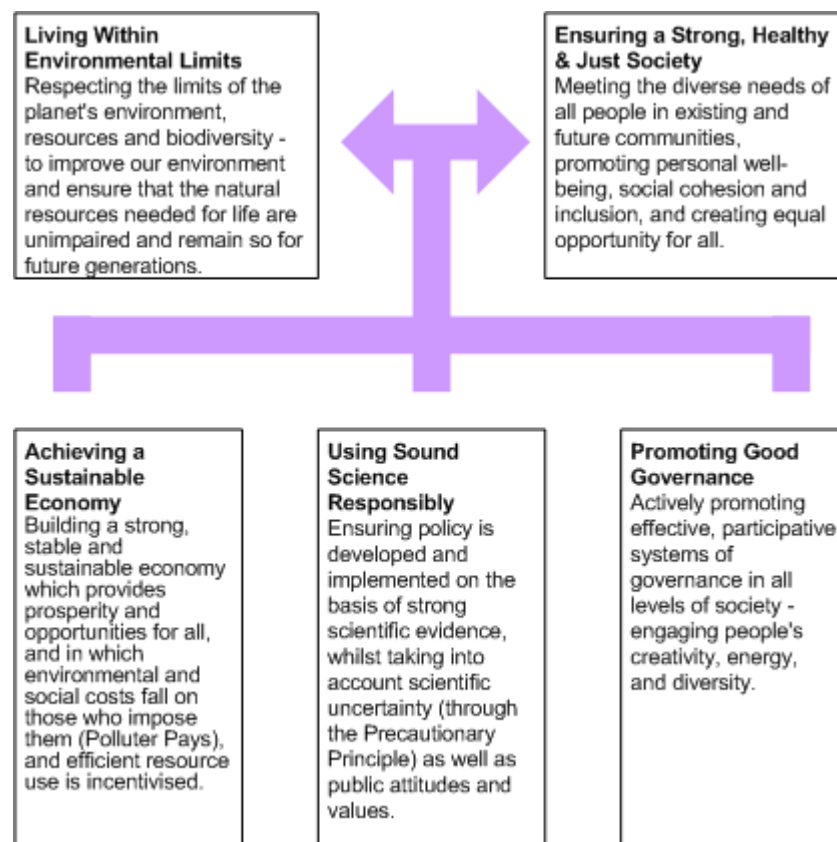 Living Within
Environmental Limits
Respecting the limits of the
planet's environment,
resources and biodiversity -
to improve our environment
and ensure that the natural
resources needed for life are
unimpaired and remain so for
future generations.
Ensuring a Strong, Healthy
& Just Society
Meeting the diverse needs of
all people in existing and
future communities,
promoting personal well-
being, social cohesion and
inclusion, and creating equal
opportunity for all.
Achieving a
Sustainable
Economy
Building a strong,
stable and
sustainable economy
which provides
prosperity and
opportunities for all,
and in which
environmental and
social costs fall on
those who impose
them (Polluter Pays),
and efficient resource
use is incentivised.
Using Sound
Science
Responsibly
Ensuring policy is
developed and
implemented on the
basis of strong
scientific evidence,
whilst taking into
account scientific
uncertainty (through
the Precautionary
Principle) as well as
public attitudes and
values.
Promoting Good
Governance
Actively promoting
effective, participative
systems of
governance in all
levels of society -
engaging people's
creativity, energy,
and diversity.